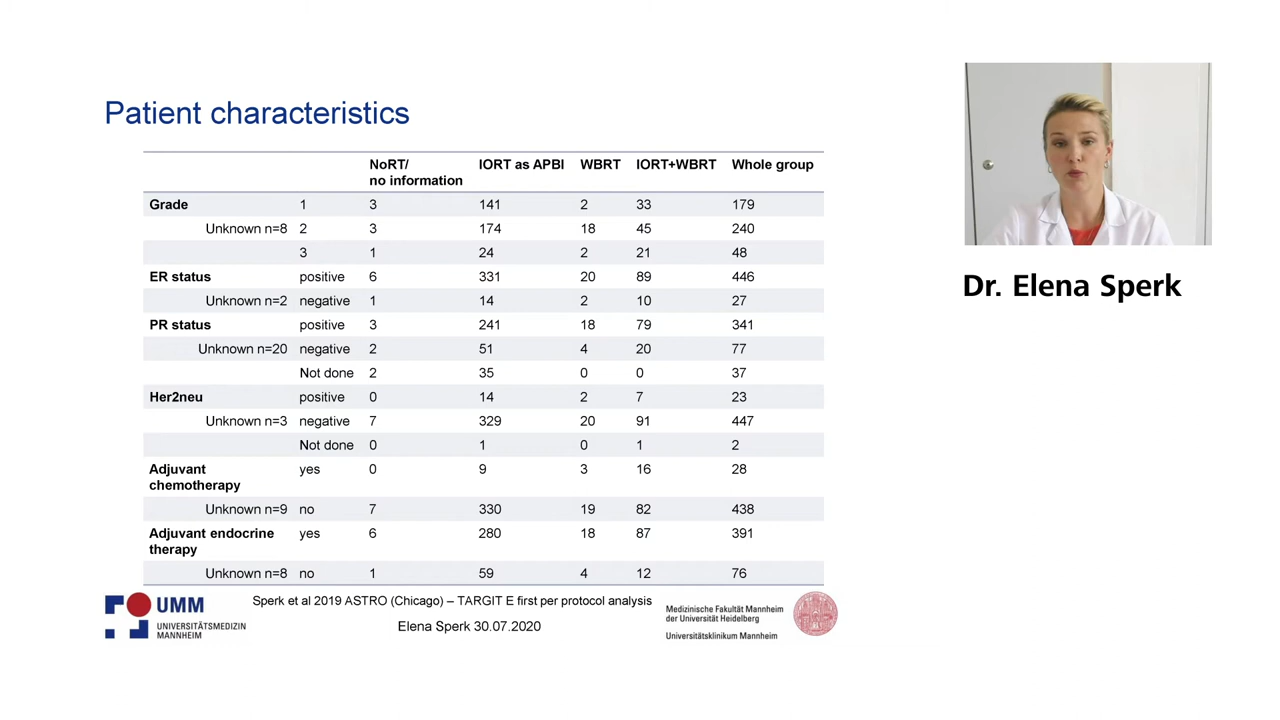 Patient characteristics
NoRT/ no information IORT as APBI WBRT IORT+WBRT Whole group
Grade 1 3 141 2 33 179
Unknown n=8 2 3 174 18 45 240
3 1 24 2 21 48
ER status positive 6 331 20 89 446
Unknown n=2 negative 1 14 2 10 27
PR status positive 3 241 18 79 341
Unknown n=20 negative 2 51 4 20 77
Not done 2 35 0 0 37
Her2neu positive 0 14 2 7 23
Unknown n=3 negative 7 329 20 91 447
Not done 0 1 0 1 2
Adjuvant chemotherapy yes 0 9 3 16 28
Unknown n=9 no 7 330 19 82 438
Adjuvant endocrine therapy yes 6 280 18 87 391
Unknown n=8 no 1 59 4 12 76
Sperk et al 2019 ASTRO (Chicago) – TARGIT E first per protocol analysis
Elena Sperk 30.07.2020
UMM
UNIVERSITÄTSMEDIZIN
MANNHEIM
Medizinische Fakultät Mannheim
der Universität Heidelberg
Universitätsklinikum Mannheim
Dr. Elena Sperk